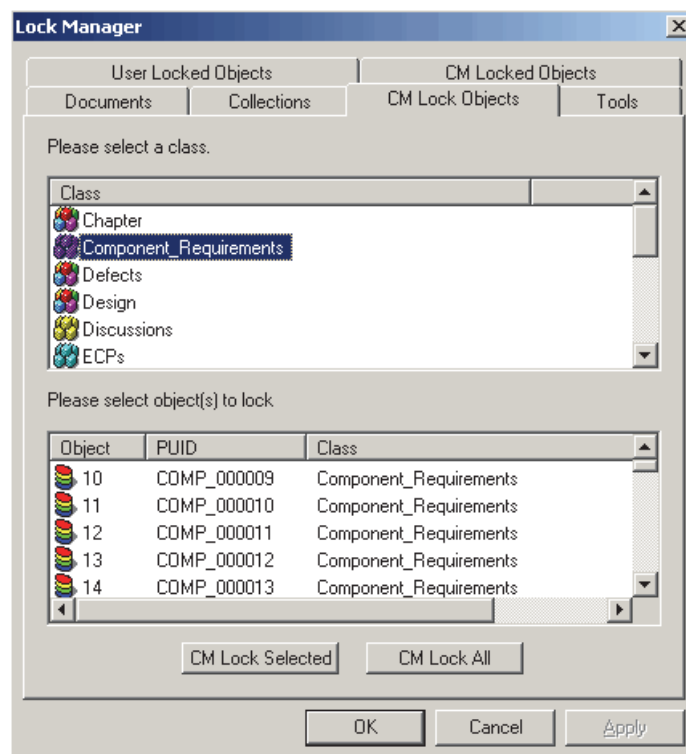 Lock Manager
User Locked Objects CM Locked Objects
Documents Collections CM Lock Objects Tools
Please select a class.
Class
Chapter
Component_Requirements
Defects
Design
Discussions
ECPs
Please select object(s) to lock
Object PUID Class
10 COMP_000009 Component_Requirements
11 COMP_000010 Component_Requirements
12 COMP_000011 Component_Requirements
13 COMP_000012 Component_Requirements
14 COMP_000013 Component_Requirements
CM Lock Selected CM Lock All
OK Cancel Apply